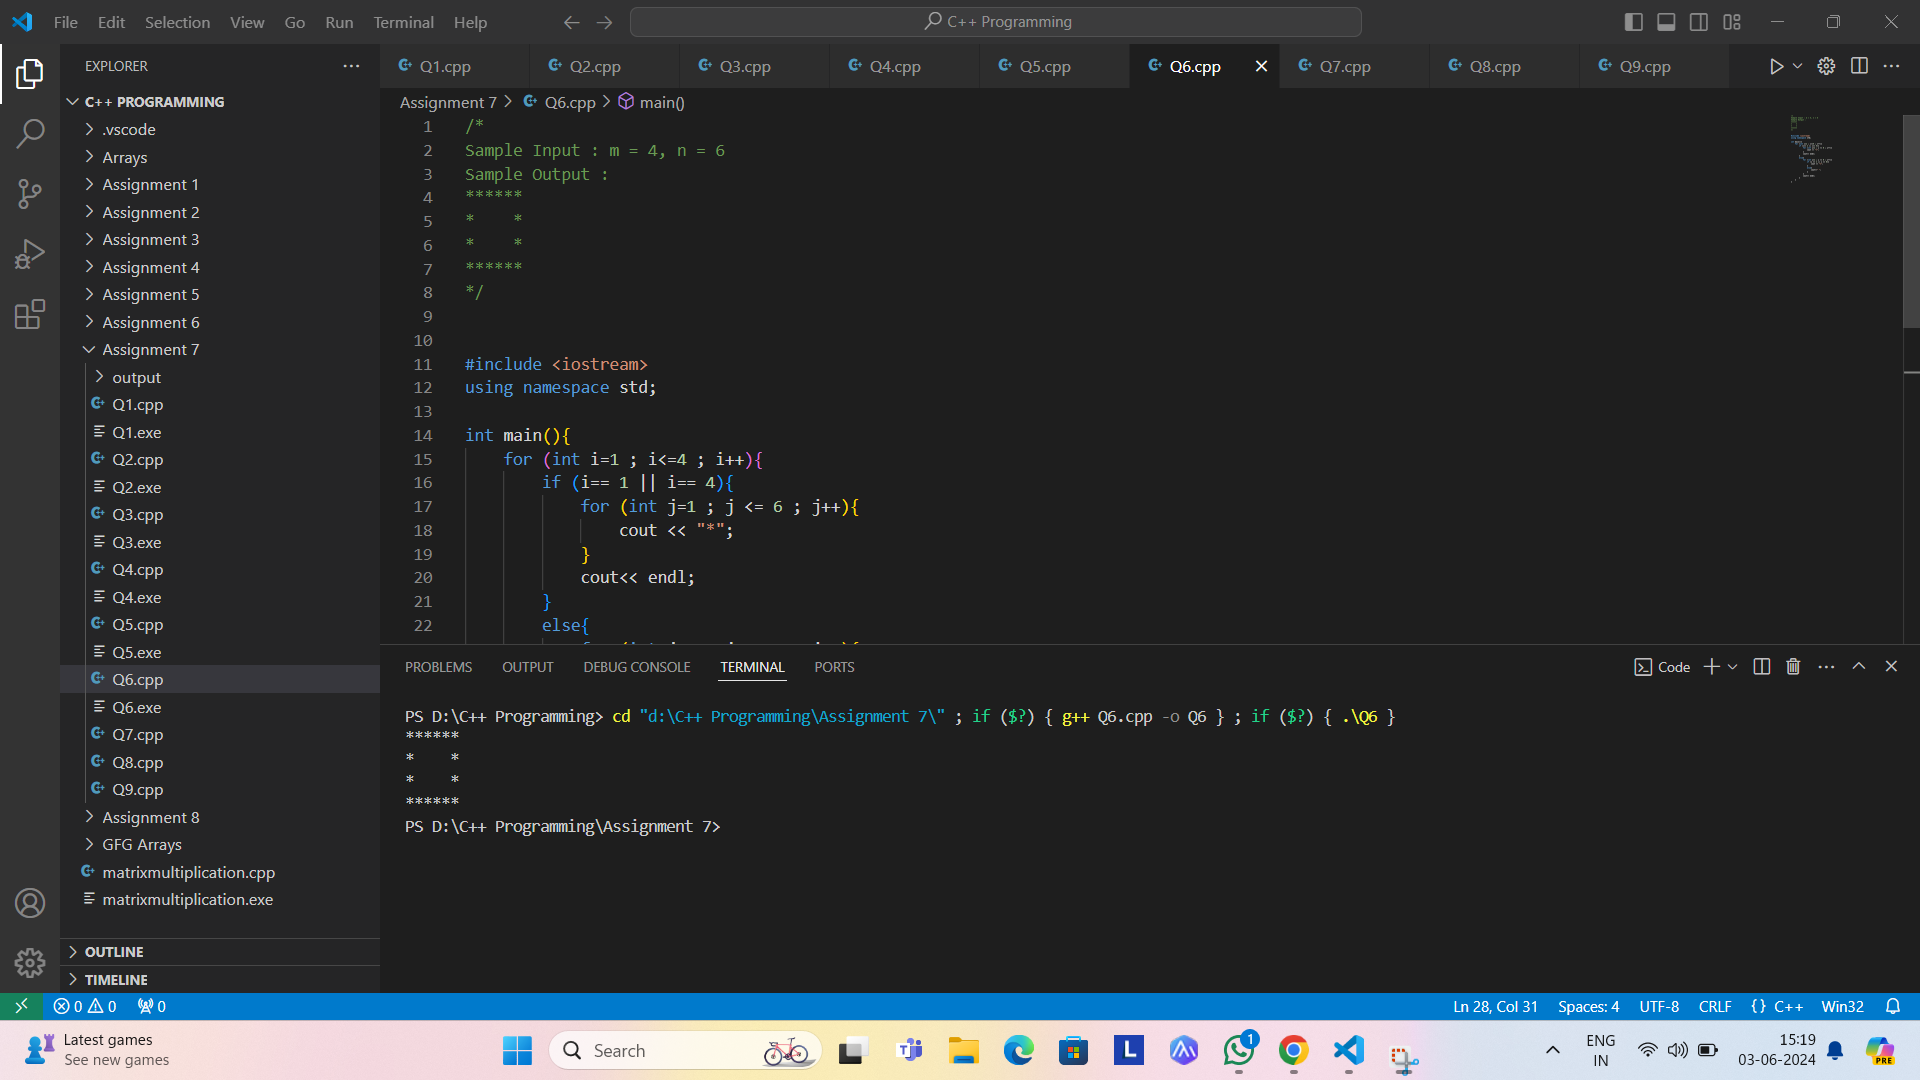 File Edit Selection View Go Run Terminal Help
C++ Programming
EXPLORER
C++ PROGRAMMING
.vscode
Arrays
Assignment 1
Assignment 2
Assignment 3
Assignment 4
Assignment 5
Assignment 6
Assignment 7
output
Q1.cpp
Q1.exe
Q2.cpp
Q2.exe
Q3.cpp
Q3.exe
Q4.cpp
Q4.exe
Q5.cpp
Q5.exe
Q6.cpp
Q6.exe
Q7.cpp
Q8.cpp
Q9.cpp
Assignment 8
GFG Arrays
matrixmultiplication.cpp
matrixmultiplication.exe
OUTLINE
TIMELINE
Q1.cpp Q2.cpp Q3.cpp Q4.cpp Q5.cpp Q6.cpp Q7.cpp Q8.cpp Q9.cpp
Assignment 7 > Q6.cpp > main()
1 /*
2 Sample Input : m = 4, n = 6
3 Sample Output :
4 ******
5 *    *
6 *    *
7 ******
8 */
9
10
11 #include <iostream>
12 using namespace std;
13
14 int main(){
15     for (int i=1 ; i<=4 ; i++){
16         if (i== 1 || i== 4){
17             for (int j=1 ; j <= 6 ; j++){
18                 cout << "*";
19             }
20             cout<< endl;
21         }
22         else{
PROBLEMS OUTPUT DEBUG CONSOLE TERMINAL PORTS
Code
PS D:\C++ Programming> cd "d:\C++ Programming\Assignment 7\" ; if ($?) { g++ Q6.cpp -o Q6 } ; if ($?) { .\Q6 }
******
*    *
*    *
******
PS D:\C++ Programming\Assignment 7>
0 0 0
Ln 28, Col 31 Spaces: 4 UTF-8 CRLF {} C++ Win32
Latest games
See new games
Search
L
1
ENG
IN
15:19
03-06-2024
PRE